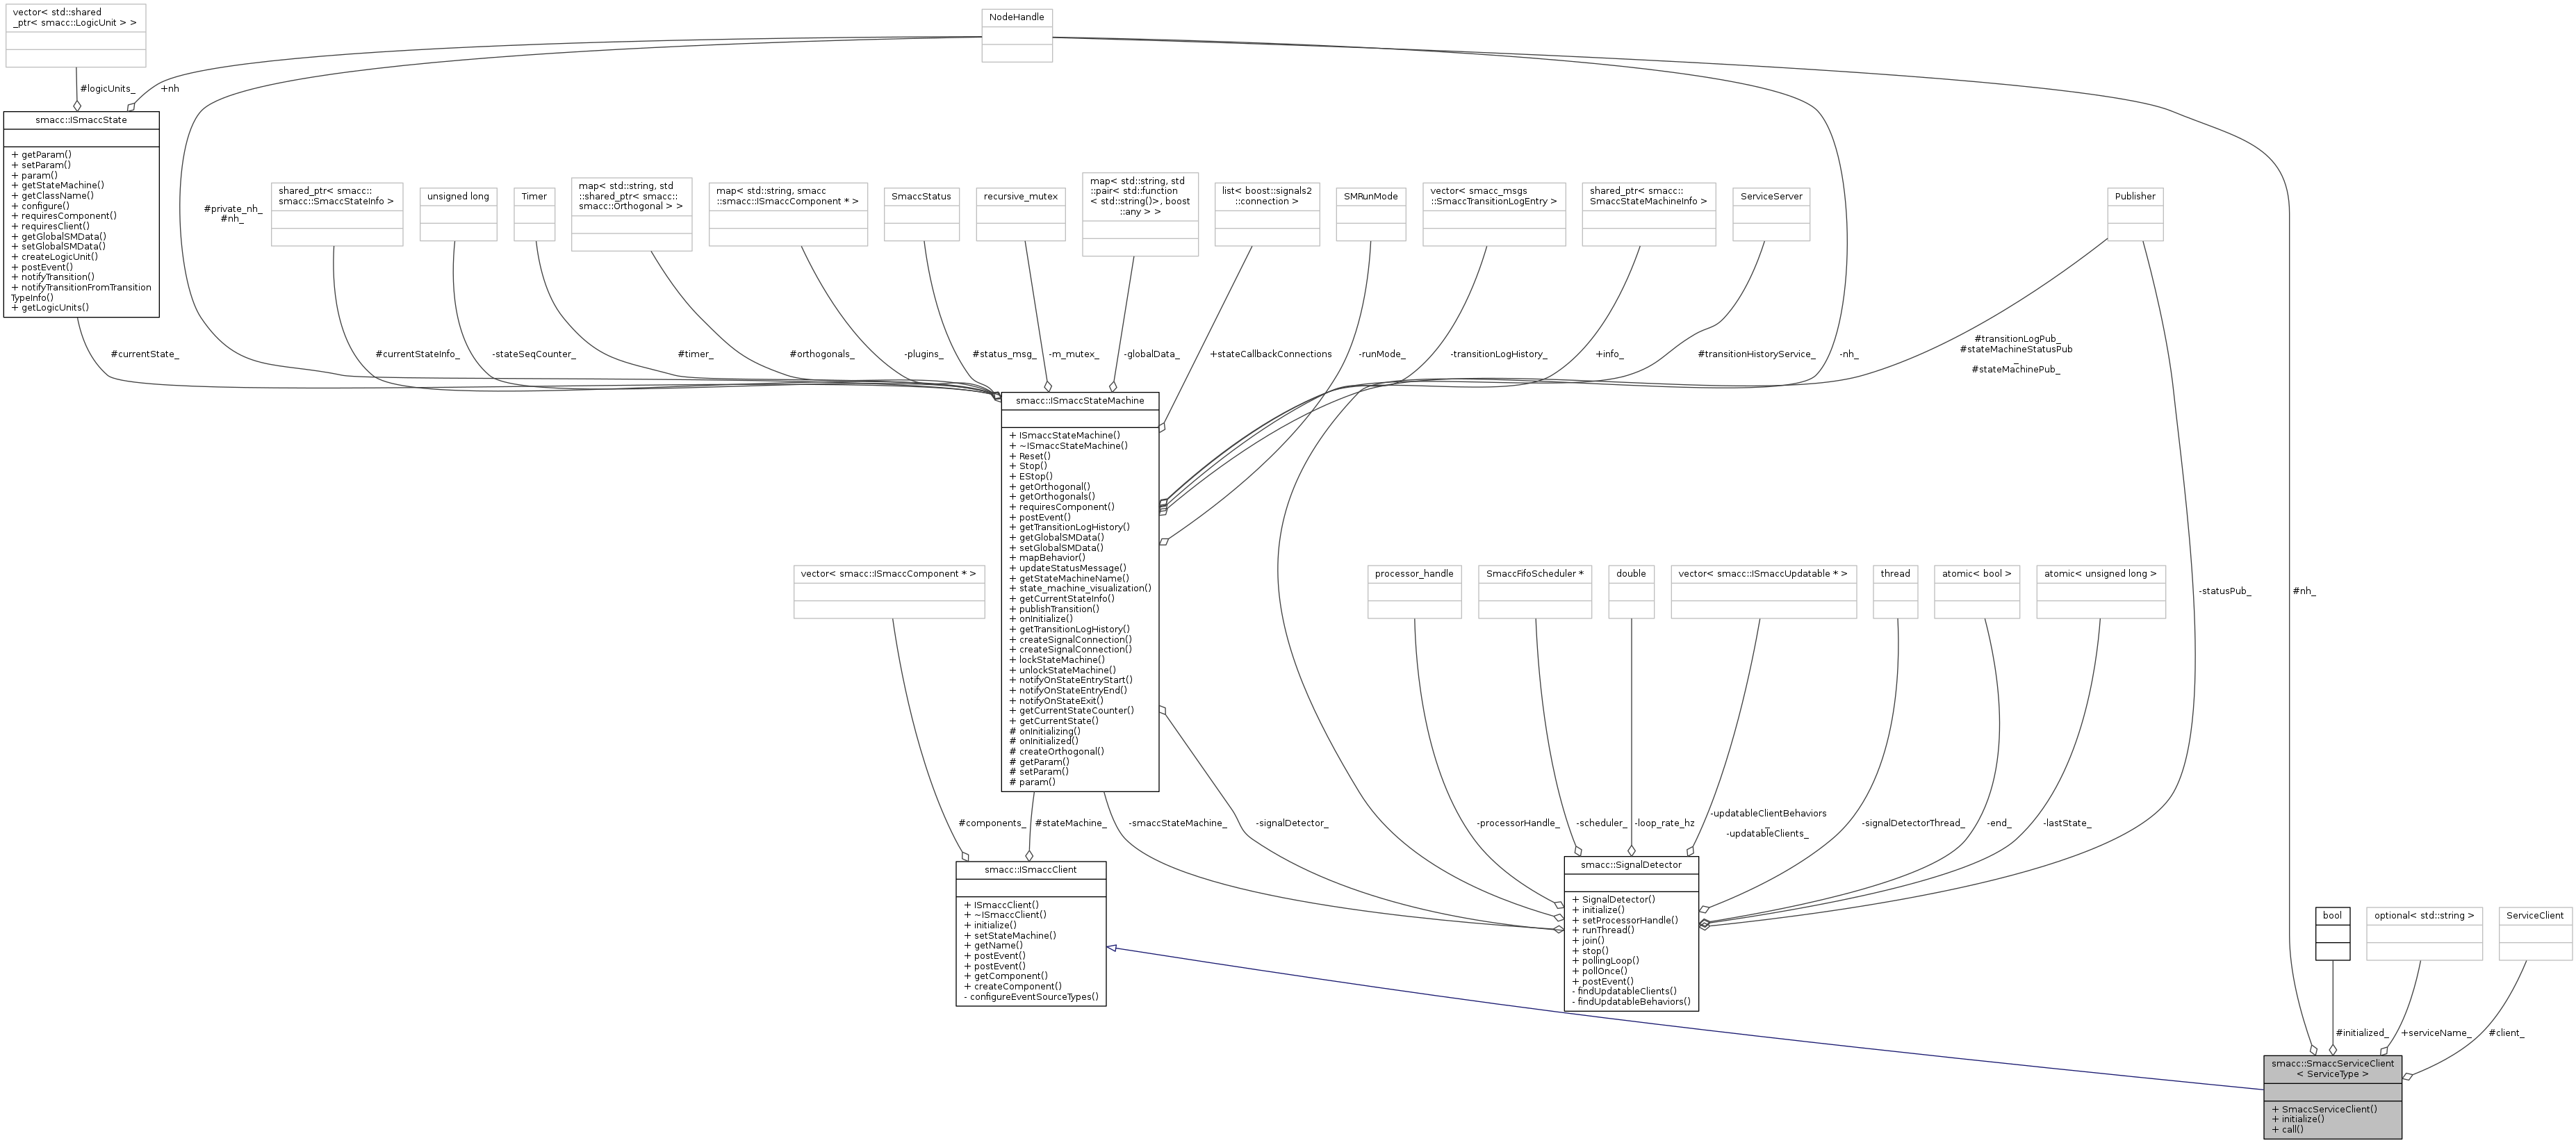 vector< std::shared
_ptr< smacc::LogicUnit > >
NodeHandle
#logicUnits_
+nh
smacc::ISmaccState
+ getParam()
+ setParam()
+ param()
+ getStateMachine()
+ getClassName()
+ configure()
+ requiresComponent()
+ requiresClient()
+ getGlobalSMData()
+ setGlobalSMData()
+ createLogicUnit()
+ postEvent()
+ notifyTransition()
+ notifyTransitionFromTransition
TypeInfo()
+ getLogicUnits()
#private_nh_
#nh_
shared_ptr< smacc::
smacc::SmaccStateInfo >
unsigned long
Timer
map< std::string, std
::shared_ptr< smacc::
smacc::Orthogonal > >
map< std::string, smacc
::smacc::ISmaccComponent * >
SmaccStatus
recursive_mutex
map< std::string, std
::pair< std::function
< std::string()>, boost
::any > >
list< boost::signals2
::connection >
SMRunMode
vector< smacc_msgs
::SmaccTransitionLogEntry >
shared_ptr< smacc::
SmaccStateMachineInfo >
ServiceServer
Publisher
#currentState_
#currentStateInfo_
-stateSeqCounter_
#timer_
#orthogonals_
-plugins_
#status_msg_
-m_mutex_
-globalData_
+stateCallbackConnections
-runMode_
-transitionLogHistory_
+info_
#transitionHistoryService_
-nh_
#transitionLogPub_
#stateMachineStatusPub
_
#stateMachinePub_
smacc::ISmaccStateMachine
+ ISmaccStateMachine()
+ ~ISmaccStateMachine()
+ Reset()
+ Stop()
+ EStop()
+ getOrthogonal()
+ getOrthogonals()
+ requiresComponent()
+ postEvent()
+ getTransitionLogHistory()
+ getGlobalSMData()
+ setGlobalSMData()
+ mapBehavior()
+ updateStatusMessage()
+ getStateMachineName()
+ state_machine_visualization()
+ getCurrentStateInfo()
+ publishTransition()
+ onInitialize()
+ getTransitionLogHistory()
+ createSignalConnection()
+ createSignalConnection()
+ lockStateMachine()
+ unlockStateMachine()
+ notifyOnStateEntryStart()
+ notifyOnStateEntryEnd()
+ notifyOnStateExit()
+ getCurrentStateCounter()
+ getCurrentState()
# onInitializing()
# onInitialized()
# createOrthogonal()
# getParam()
# setParam()
# param()
vector< smacc::ISmaccComponent * >
processor_handle
SmaccFifoScheduler *
double
vector< smacc::ISmaccUpdatable * >
thread
atomic< bool >
atomic< unsigned long >
-statusPub_
#nh_
#components_
#stateMachine_
-smaccStateMachine_
-signalDetector_
-processorHandle_
-scheduler_
-loop_rate_hz
-updatableClientBehaviors
_
-updatableClients_
-signalDetectorThread_
-end_
-lastState_
smacc::ISmaccClient
+ ISmaccClient()
+ ~ISmaccClient()
+ initialize()
+ setStateMachine()
+ getName()
+ postEvent()
+ postEvent()
+ getComponent()
+ createComponent()
- configureEventSourceTypes()
smacc::SignalDetector
+ SignalDetector()
+ initialize()
+ setProcessorHandle()
+ runThread()
+ join()
+ stop()
+ pollingLoop()
+ pollOnce()
+ postEvent()
- findUpdatableClients()
- findUpdatableBehaviors()
bool
optional< std::string >
ServiceClient
#initialized_
+serviceName_
#client_
smacc::SmaccServiceClient
< ServiceType >
+ SmaccServiceClient()
+ initialize()
+ call()